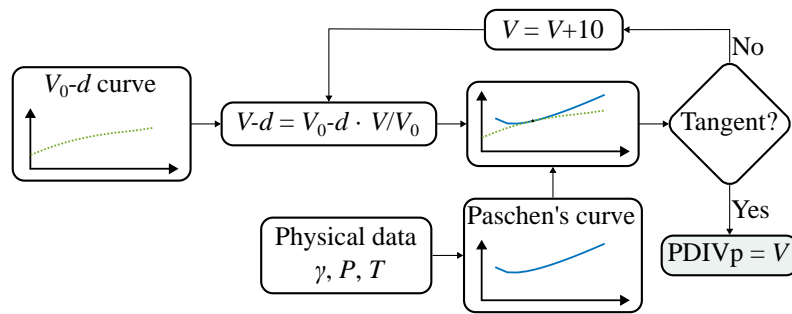 V = V+10
No
V₀-d curve
V-d = V₀-d · V/V₀
Tangent?
Yes
Paschen's curve
Physical data
γ, P, T
PDIVp = V